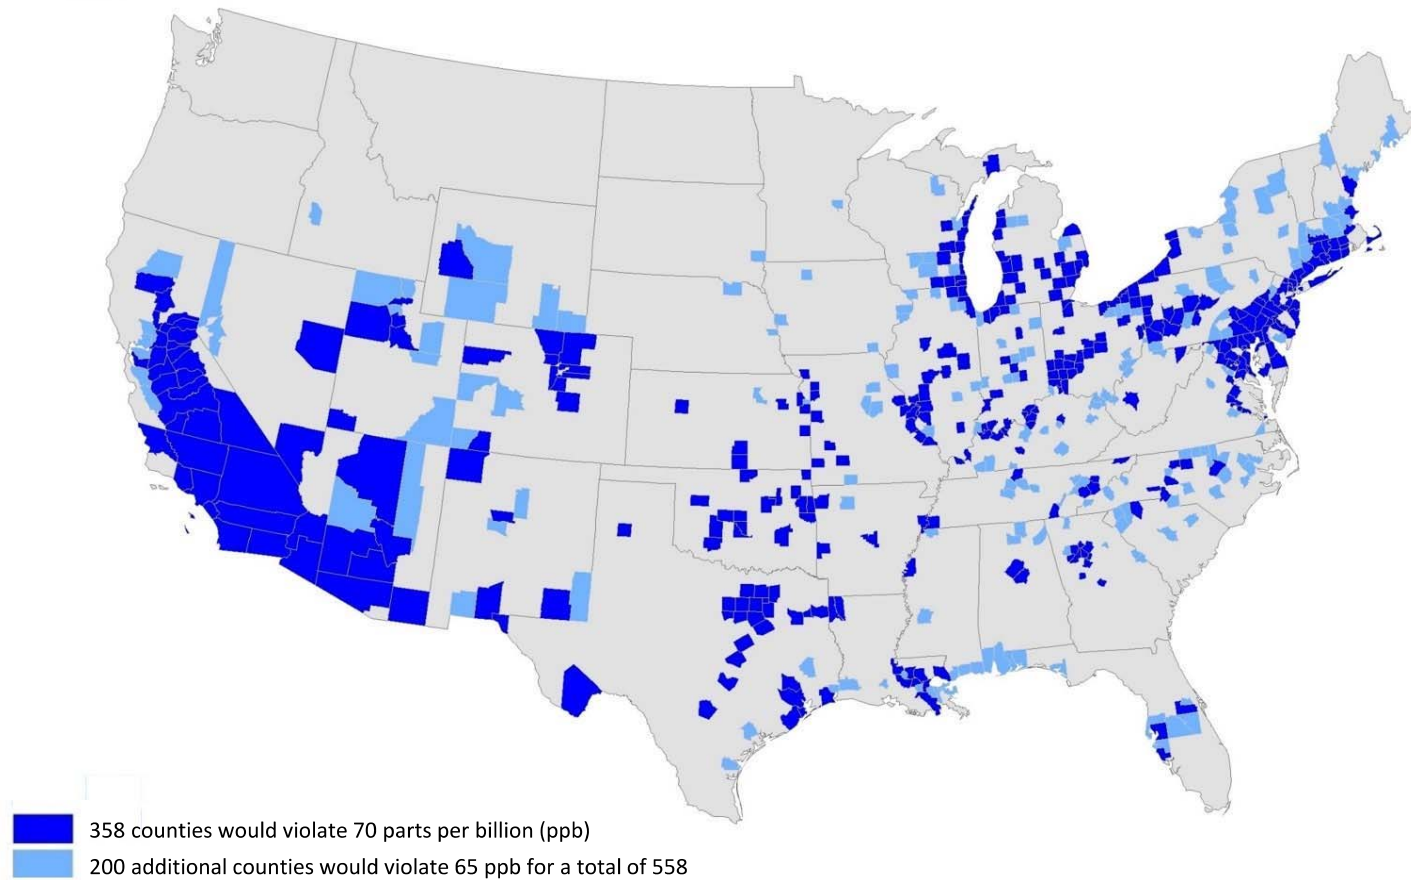 358 counties would violate 70 parts per billion (ppb)
200 additional counties would violate 65 ppb for a total of 558